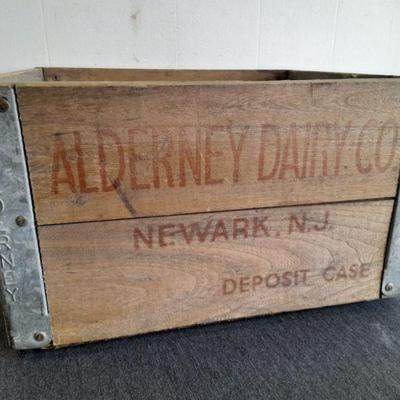 ALDERNEY DAIRY. CO
NEWARK, N.J.
DEPOSIT CASE